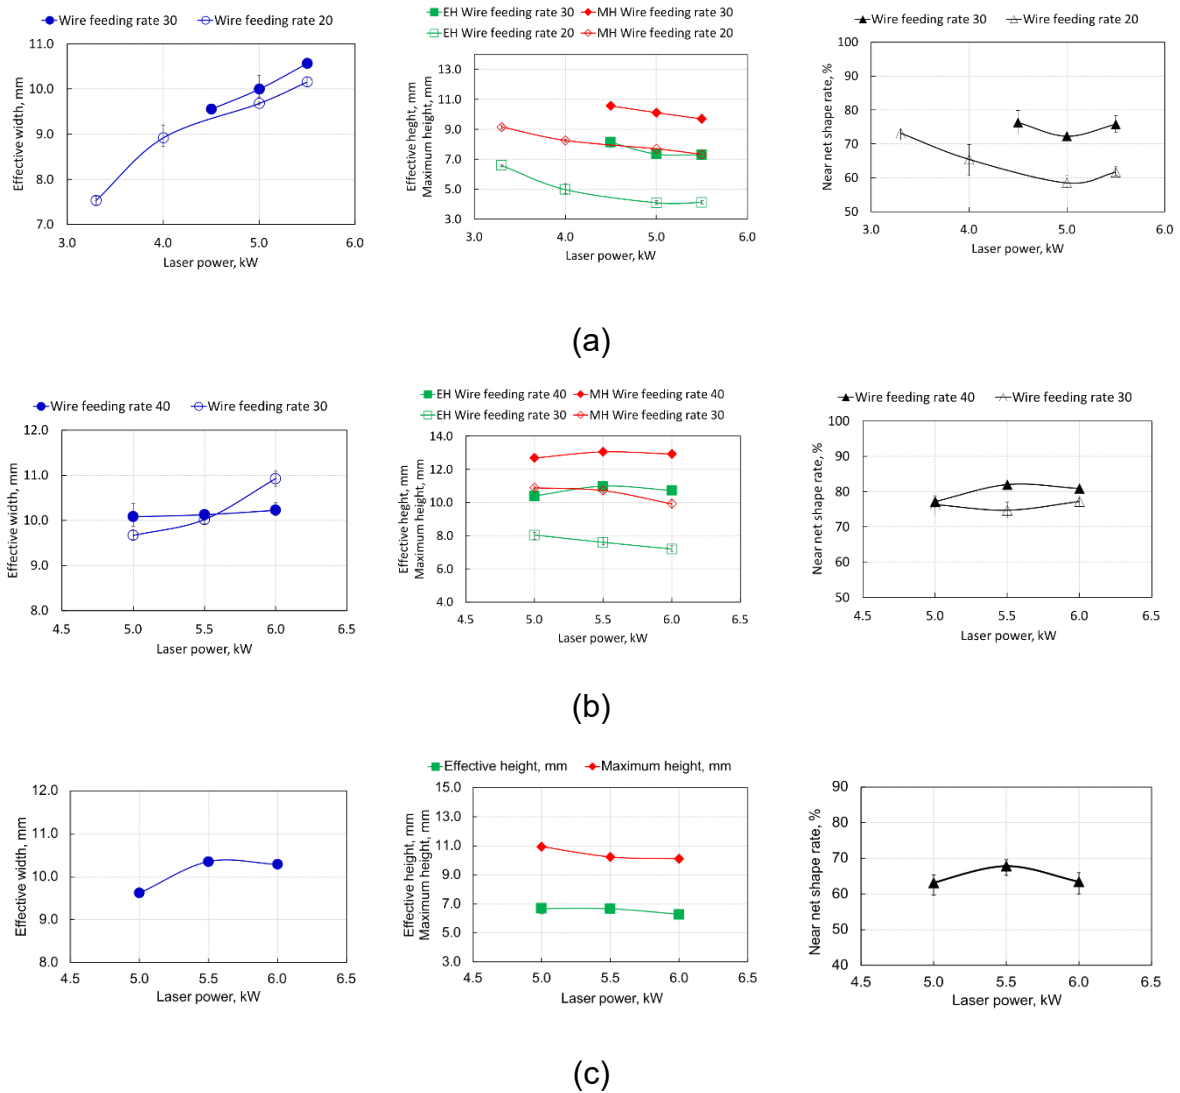 Wire feeding rate 30 Wire feeding rate 20
11.0
10.0
9.0
8.0
7.0
3.0 4.0 5.0 6.0
Effective width, mm
Laser power, kW
EH Wire feeding rate 30 MH Wire feeding rate 30
EH Wire feeding rate 20 MH Wire feeding rate 20
13.0
11.0
9.0
7.0
5.0
3.0
3.0 4.0 5.0 6.0
Effective heght, mm
Maximum height, mm
Laser power, kW
Wire feeding rate 30 Wire feeding rate 20
100
90
80
70
60
50
3.0 4.0 5.0 6.0
Near net shape rate, %
Laser power, kW
(a)
Wire feeding rate 40 Wire feeding rate 30
12.0
11.0
10.0
9.0
8.0
4.5 5.0 5.5 6.0 6.5
Effective width, mm
Laser power, kW
EH Wire feeding rate 40 MH Wire feeding rate 40
EH Wire feeding rate 30 MH Wire feeding rate 30
14.0
12.0
10.0
8.0
6.0
4.0
4.5 5.0 5.5 6.0 6.5
Effective heght, mm
Maximum height, mm
Laser power, kW
Wire feeding rate 40 Wire feeding rate 30
100
90
80
70
60
50
4.5 5.0 5.5 6.0 6.5
Near net shape rate, %
Laser power, kW
(b)
12.0
11.0
10.0
9.0
8.0
4.5 5.0 5.5 6.0 6.5
Effective width, mm
Laser power, kW
Effective height, mm Maximum height, mm
15.0
13.0
11.0
9.0
7.0
5.0
3.0
4.5 5.0 5.5 6.0 6.5
Effective height, mm
Maximum height, mm
Laser power, kW
90
80
70
60
50
40
4.5 5.0 5.5 6.0 6.5
Near net shape rate, %
Laser power, kW
(c)